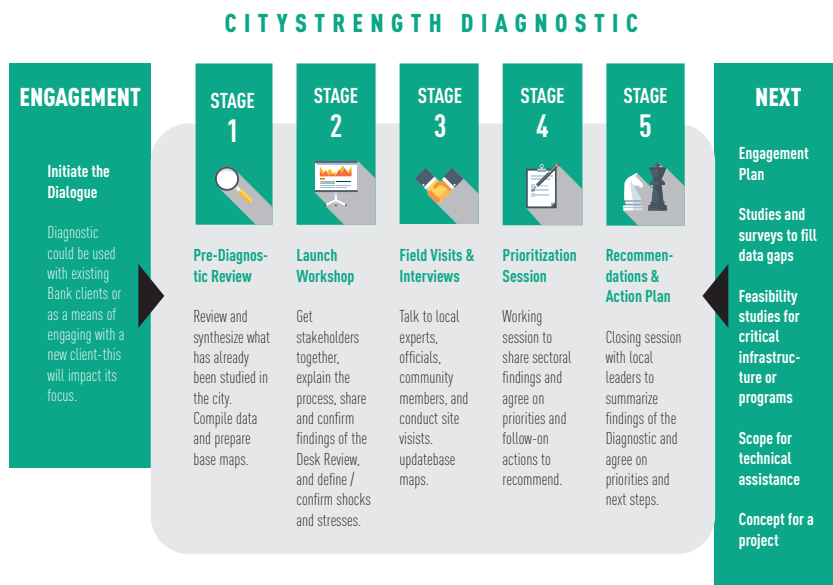 CITYSTRENGTH DIAGNOSTIC
ENGAGEMENT
Initiate the
Dialogue
Diagnostic
could be used
with existing
Bank clients or
as a means of
engaging with a
new client-this
will impact its
focus.
STAGE
1
Pre-Diagnos-
tic Review
Review and
synthesize what
has already
been studied in
the city.
Compile data
and prepare
base maps.
STAGE
2
Launch
Workshop
Get
stakeholders
together,
explain the
process, share
and confirm
findings of the
Desk Review,
and define /
confirm shocks
and stresses.
STAGE
3
Field Visits &
Interviews
Talk to local
experts,
officials,
community
members, and
conduct site
visists.
updatebase
maps.
STAGE
4
Prioritization
Session
Working
session to
share sectoral
findings and
agree on
priorities and
follow-on
actions to
recommend.
STAGE
5
Recommen-
dations &
Action Plan
Closing session
with local
leaders to
summarize
findings of the
Diagnostic and
agree on
priorities and
next steps.
NEXT
Engagement
Plan
Studies and
surveys to fill
data gaps
Feasibility
studies for
critical
infrastruc-
ture or
programs
Scope for
technical
assistance
Concept for a
project